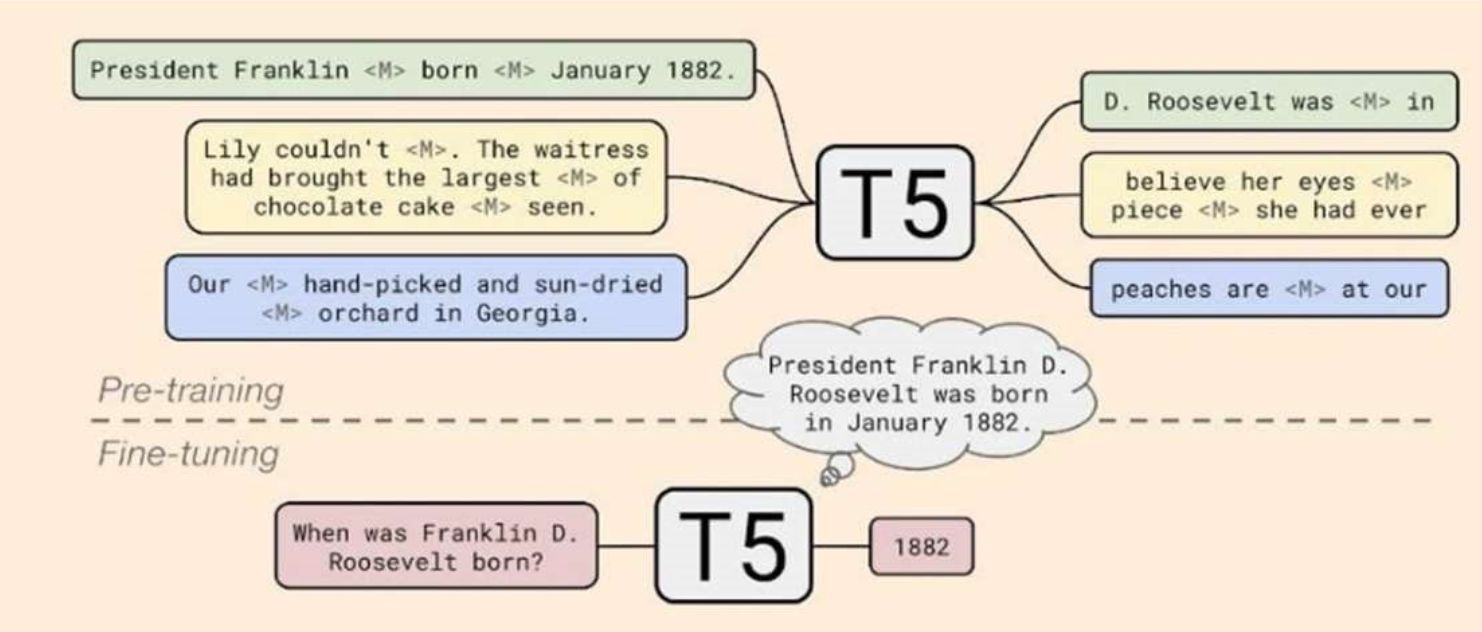 President Franklin <M> born <M> January 1882.
Lily couldn't <M>. The waitress
had brought the largest <M> of
chocolate cake <M> seen.
Our <M> hand-picked and sun-dried
<M> orchard in Georgia.
T5
D. Roosevelt was <M> in
believe her eyes <M>
piece <M> she had ever
peaches are <M> at our
Pre-training
President Franklin D.
Roosevelt was born
in January 1882.
Fine-tuning
When was Franklin D.
Roosevelt born?
T5
1882